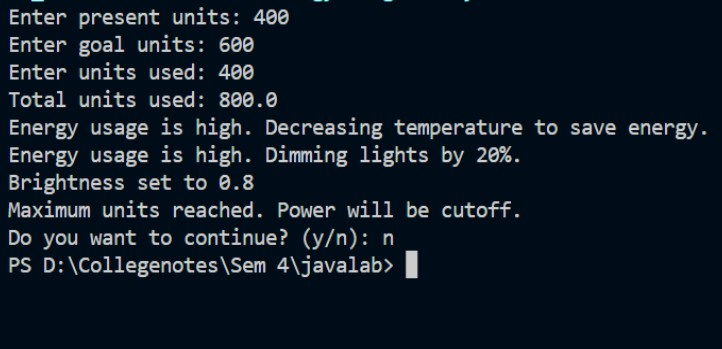 Enter present units: 400
Enter goal units: 600
Enter units used: 400
Total units used: 800.0
Energy usage is high. Decreasing temperature to save energy.
Energy usage is high. Dimming lights by 20%.
Brightness set to 0.8
Maximum units reached. Power will be cutoff.
Do you want to continue? (y/n): n
PS D:\Collegenotes\Sem 4\javalab>